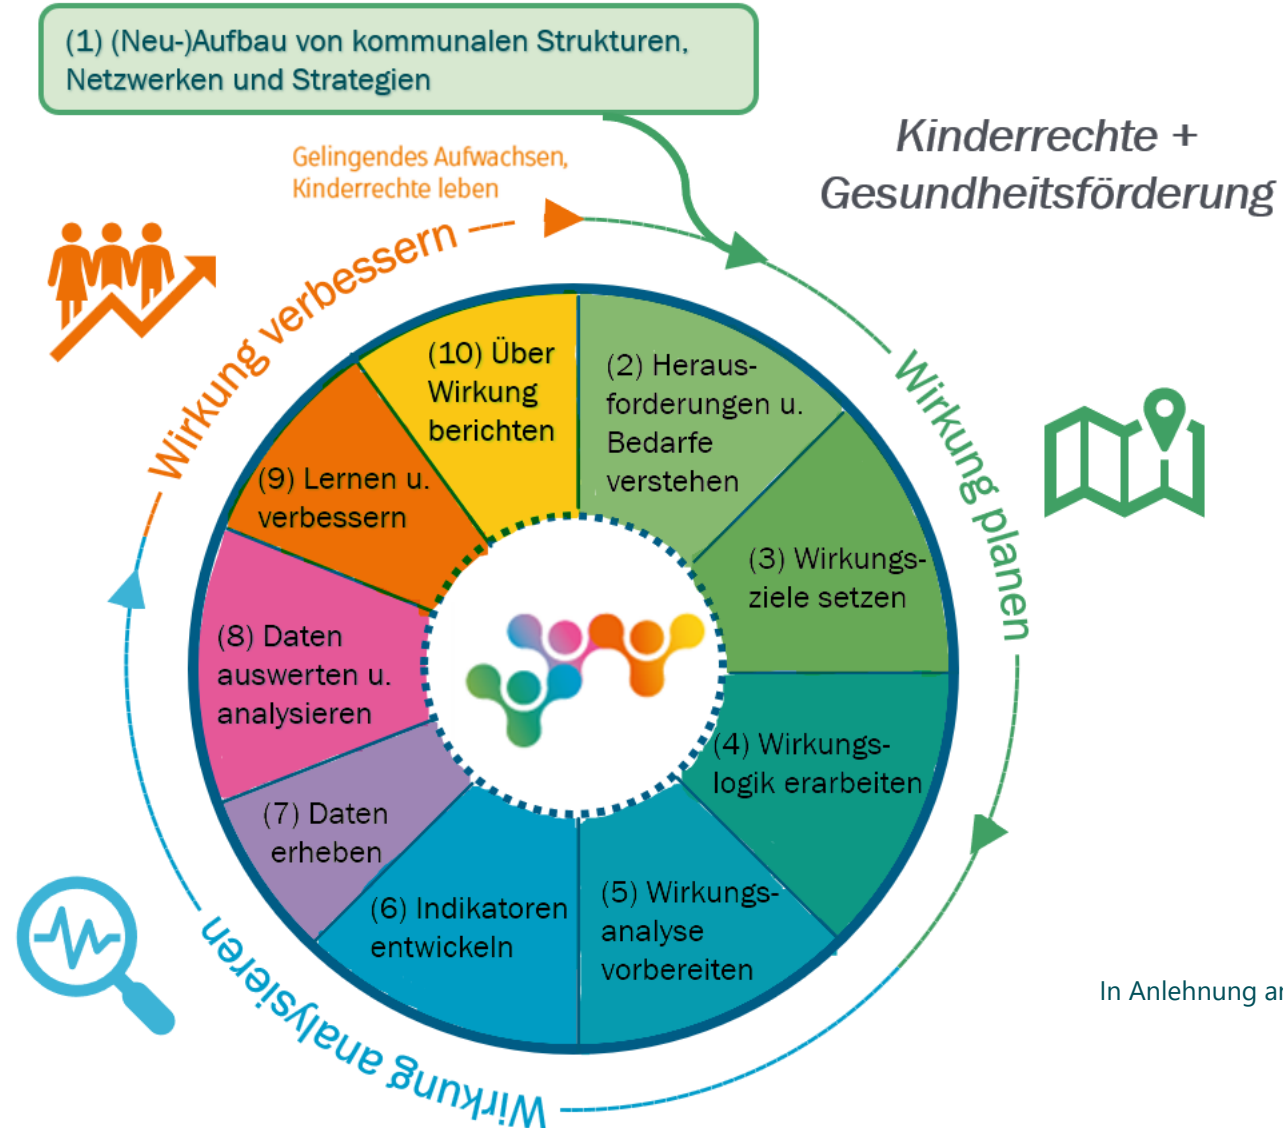 (1) (Neu-)Aufbau von kommunalen Strukturen,
Netzwerken und Strategien
Kinderrechte +
Gesundheitsförderung
Gelingendes Aufwachsen,
Kinderrechte leben
Wirkung verbessern
Wirkung planen
Wirkung analysieren
(2) Heraus-
forderungen u.
Bedarfe
verstehen
(3) Wirkungs-
ziele setzen
(4) Wirkungs-
logik erarbeiten
(5) Wirkungs-
analyse
vorbereiten
(6) Indikatoren
entwickeln
(7) Daten
erheben
(8) Daten
auswerten u.
analysieren
(9) Lernen u.
verbessern
(10) Über
Wirkung
berichten
In Anlehnung